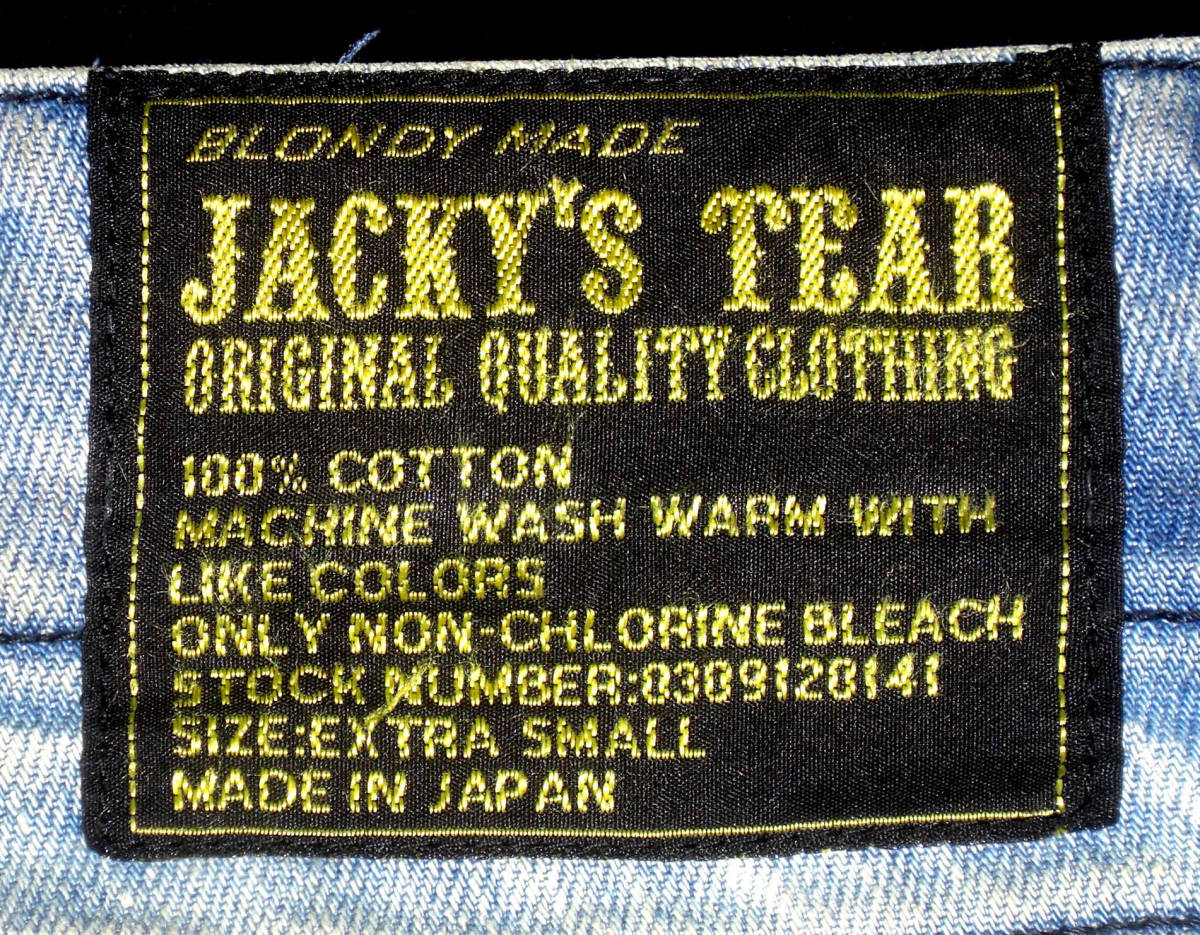 BLONDY MADE
JACKY'S TEAR
ORIGINAL QUALITY CLOTHING
100% COTTON
MACHINE WASH WARM WITH
LIKE COLORS
ONLY NON-CHLORINE BLEACH
STOCK NUMBER:0309120141
SIZE:EXTRA SMALL
MADE IN JAPAN